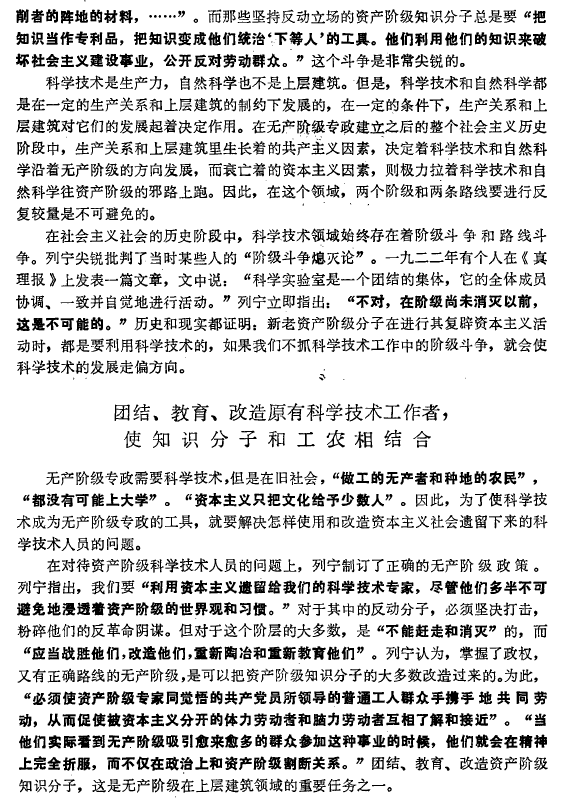 削者的阵地的材料，……”。而那些坚持反动立场的资产阶级知识分子总是要“把
知识当作专利品，把知识变成他们统治‘下等人’的工具。他们利用他们的知识来破
坏社会主义建设事业，公开反对劳动群众。”这个斗争是非常尖锐的。
科学技术是生产力，自然科学也不是上层建筑。但是，科学技术和自然科学都
是在一定的生产关系和上层建筑的制约下发展的，在一定的条件下，生产关系和上
层建筑对它们的发展起着决定作用。在无产阶级专政建立之后的整个社会主义历史
阶段中，生产关系和上层建筑里生长着的共产主义因素，决定着科学技术和自然科
学沿着无产阶级的方向发展，而衰亡着的资本主义因素，则极力拉着科学技术和自
然科学往资产阶级的邪路上跑。因此，在这个领域，两个阶级和两条路线要进行反
复较量是不可避免的。
在社会主义社会的历史阶段中，科学技术领域始终存在着阶级斗争和路线斗
争。列宁尖锐批判了当时某些人的“阶级斗争熄灭论”。一九二二年有个人在《真
理报》上发表一篇文章，文中说：“科学实验室是一个团结的集体，它的全体成员
协调、一致并自觉地进行活动。”列宁立即指出：“不对，在阶级尚未消灭以前，
这是不可能的。”历史和现实都证明：新老资产阶级分子在进行其复辟资本主义活
动时，都是要利用科学技术的，如果我们不抓科学技术工作中的阶级斗争，就会使
科学技术的发展走偏方向。
团结、教育、改造原有科学技术工作者，
使知识分子和工农相结合
无产阶级专政需要科学技术，但是在旧社会，“做工的无产者和种地的农民”，
“都没有可能上大学”。“资本主义只把文化给予少数人”。因此，为了使科学技
术成为无产阶级专政的工具，就要解决怎样使用和改造资本主义社会遗留下来的科
学技术人员的问题。
在对待资产阶级科学技术人员的问题上，列宁制订了正确的无产阶级政策。
列宁指出，我们要“利用资本主义遗留给我们的科学技术专家，尽管他们多半不可
避免地浸透着资产阶级的世界观和习惯。”对于其中的反动分子，必须坚决打击，
粉碎他们的反革命阴谋。但对于这个阶层的大多数，是“不能赶走和消灭”的，而
“应当战胜他们，改造他们，重新陶冶和重新教育他们”。列宁认为，掌握了政权，
又有正确路线的无产阶级，是可以把资产阶级知识分子的大多数改造过来的。为此，
“必须使资产阶级专家同觉悟的共产党员所领导的普通工人群众手携手地共同劳
动，从而促使被资本主义分开的体力劳动者和脑力劳动者互相了解和接近”。“当
他们实际看到无产阶级吸引愈来愈多的群众参加这种事业的时候，他们就会在精神
上完全折服，而不仅在政治上和资产阶级割断关系。”团结、教育、改造资产阶级
知识分子，这是无产阶级在上层建筑领域的重要任务之一。